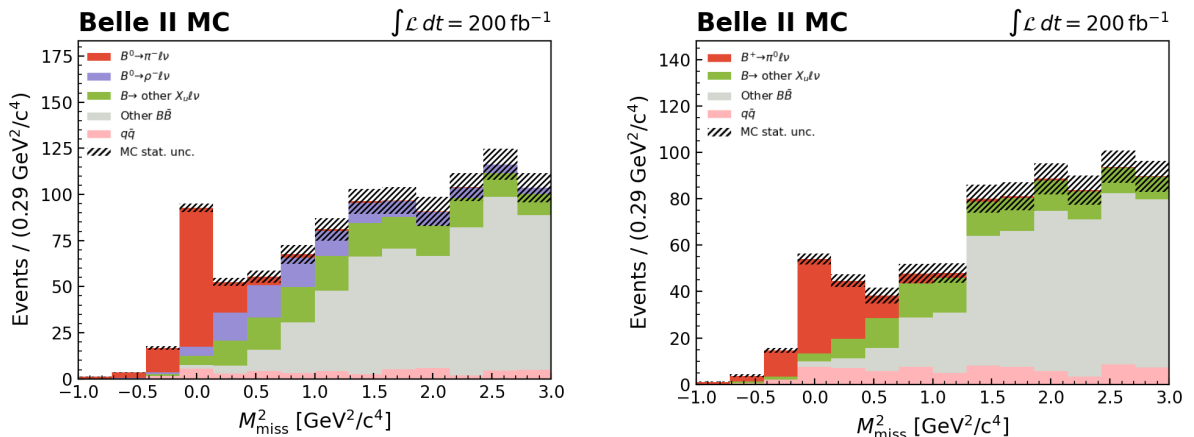 Belle II MC
∫ℒ dt = 200 fb⁻¹
Events / (0.29 GeV²/c⁴)
175
150
125
100
75
50
25
0
B⁰→π⁻ℓν
B⁰→ρ⁻ℓν
B→ other Xᵤℓν
Other BB̄
qq̄
MC stat. unc.
−1.0 −0.5 0.0 0.5 1.0 1.5 2.0 2.5 3.0
M²miss [GeV²/c⁴]
Belle II MC
∫ℒ dt = 200 fb⁻¹
Events / (0.29 GeV²/c⁴)
140
120
100
80
60
40
20
0
B⁺→π⁰ℓν
B→ other Xᵤℓν
Other BB̄
qq̄
MC stat. unc.
−1.0 −0.5 0.0 0.5 1.0 1.5 2.0 2.5 3.0
M²miss [GeV²/c⁴]